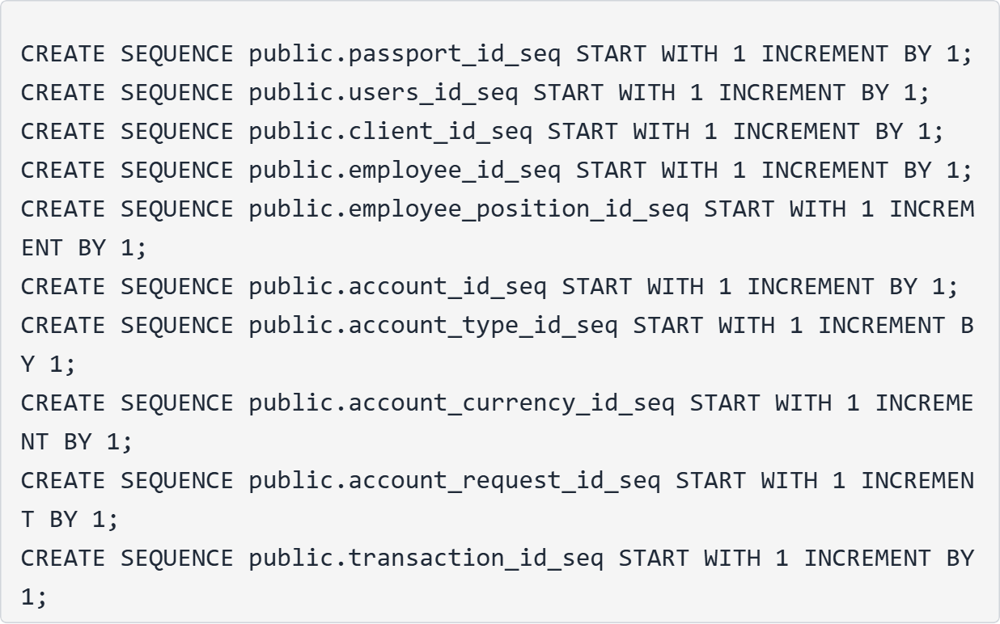 CREATE SEQUENCE public.passport_id_seq START WITH 1 INCREMENT BY 1;
CREATE SEQUENCE public.users_id_seq START WITH 1 INCREMENT BY 1;
CREATE SEQUENCE public.client_id_seq START WITH 1 INCREMENT BY 1;
CREATE SEQUENCE public.employee_id_seq START WITH 1 INCREMENT BY 1;
CREATE SEQUENCE public.employee_position_id_seq START WITH 1 INCREM
ENT BY 1;
CREATE SEQUENCE public.account_id_seq START WITH 1 INCREMENT BY 1;
CREATE SEQUENCE public.account_type_id_seq START WITH 1 INCREMENT B
Y 1;
CREATE SEQUENCE public.account_currency_id_seq START WITH 1 INCREME
NT BY 1;
CREATE SEQUENCE public.account_request_id_seq START WITH 1 INCREMEN
T BY 1;
CREATE SEQUENCE public.transaction_id_seq START WITH 1 INCREMENT BY
1;